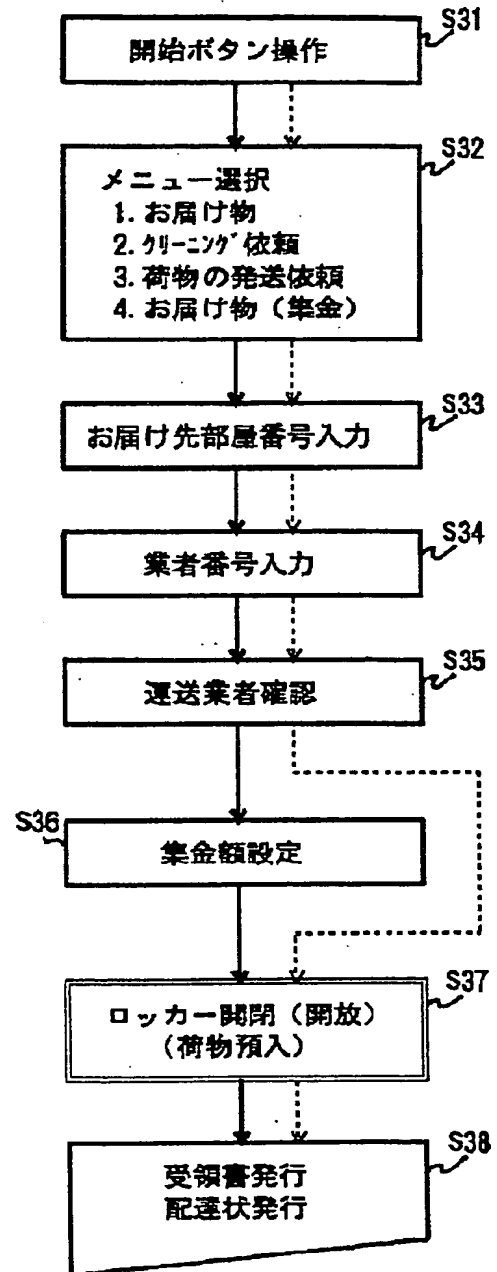 S31
開始ボタン操作
S32
メニュー選択
1. お届け物
2. クリーニング依頼
3. 荷物の発送依頼
4. お届け物（集金）
S33
お届け先部屋番号入力
S34
業者番号入力
S35
運送業者確認
S36
集金額設定
S37
ロッカー開閉（開放）
（荷物預入）
S38
受領書発行
配達状発行